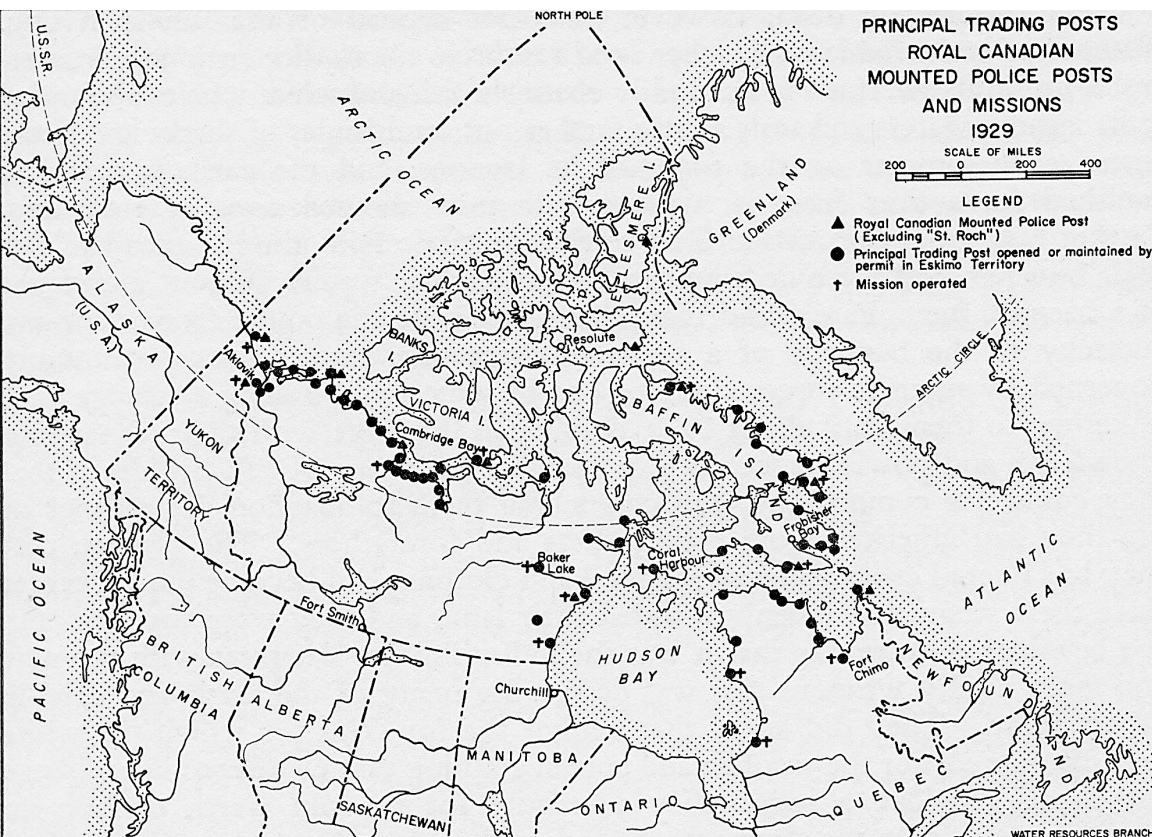 NORTH POLE
PRINCIPAL TRADING POSTS
ROYAL CANADIAN
MOUNTED POLICE POSTS
AND MISSIONS
1929
SCALE OF MILES
200 0 200 400
LEGEND
Royal Canadian Mounted Police Post
(Excluding "St. Roch")
Principal Trading Post opened or maintained by
permit in Eskimo Territory
Mission operated
U.S.S.R.
ARCTIC OCEAN
ELLESMERE I.
GREENLAND
(Denmark)
ALASKA
(U.S.A.)
Resolute
BANKS
I.
Aklavik
VICTORIA I.
Cambridge Bay
BAFFIN ISLAND
ARCTIC CIRCLE
YUKON
TERRITORY
Frobisher
Bay
Baker
Lake
Coral
Harbour
PACIFIC OCEAN
ATLANTIC
OCEAN
Fort Smith
BRITISH
COLUMBIA
ALBERTA
HUDSON
BAY
Fort
Chimo
NEWFOUNDLAND
Churchill
MANITOBA
SASKATCHEWAN
ONTARIO
QUEBEC
WATER RESOURCES BRANCH